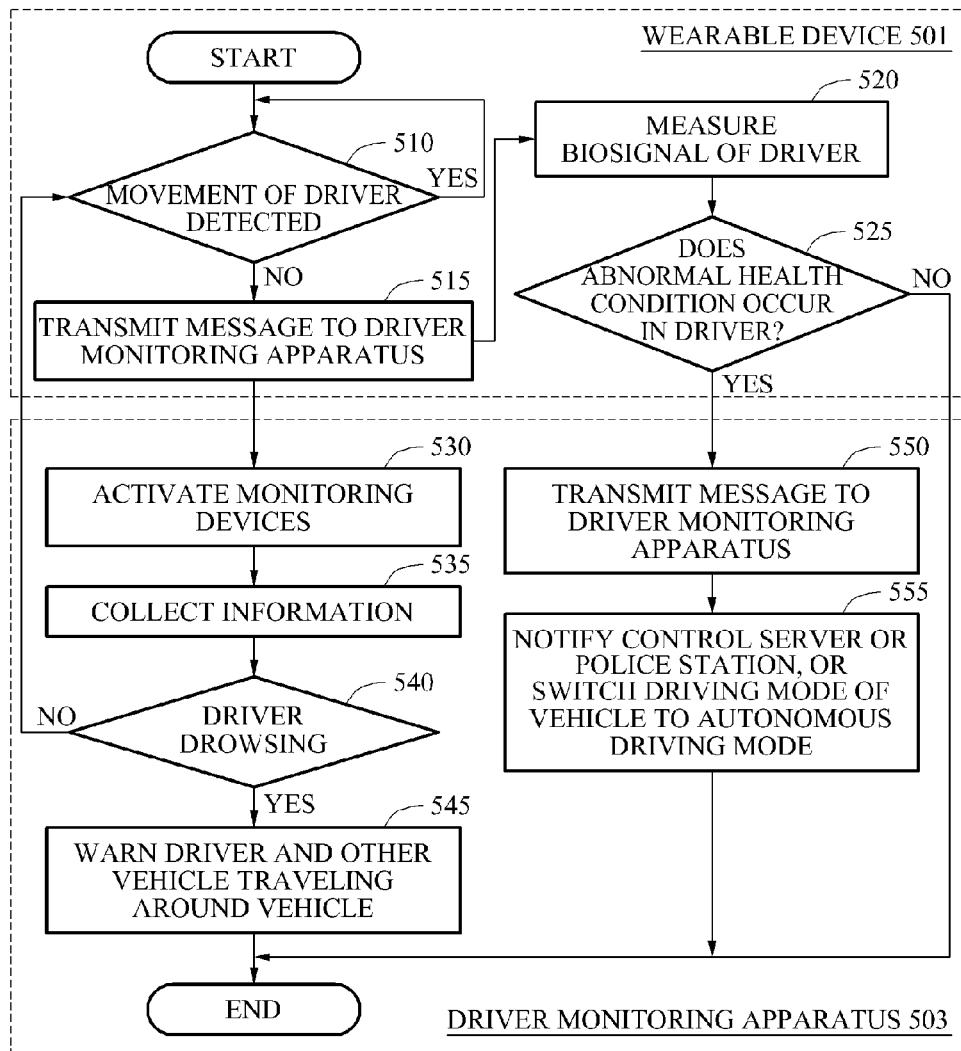 WEARABLE DEVICE 501
START
510
MOVEMENT OF DRIVER
DETECTED
YES
NO
515
TRANSMIT MESSAGE TO DRIVER
MONITORING APPARATUS
520
MEASURE
BIOSIGNAL OF DRIVER
525
DOES
ABNORMAL HEALTH
CONDITION OCCUR
IN DRIVER?
NO
YES
530
ACTIVATE MONITORING
DEVICES
535
COLLECT INFORMATION
540
DRIVER
DROWSING
NO
YES
545
WARN DRIVER AND OTHER
VEHICLE TRAVELING
AROUND VEHICLE
END
550
TRANSMIT MESSAGE TO
DRIVER MONITORING
APPARATUS
555
NOTIFY CONTROL SERVER OR
POLICE STATION, OR
SWITCH DRIVING MODE OF
VEHICLE TO AUTONOMOUS
DRIVING MODE
DRIVER MONITORING APPARATUS 503